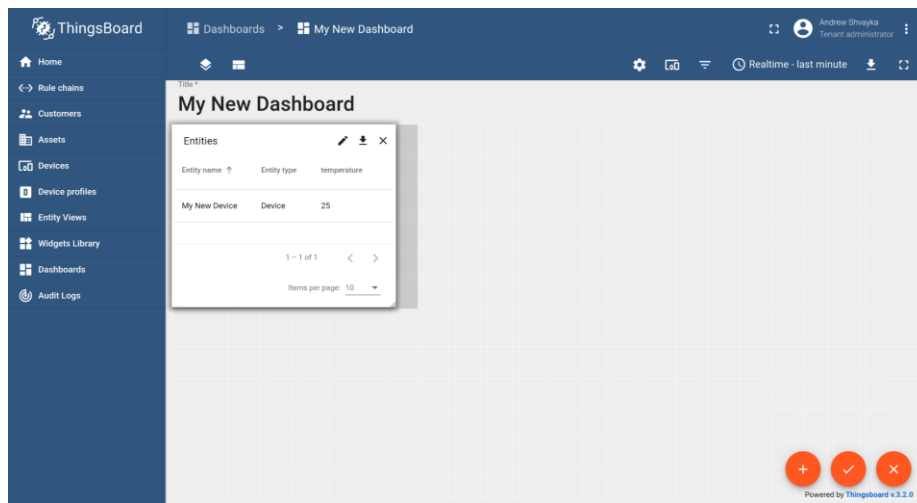 ThingsBoard
Dashboards > My New Dashboard
Andrew Shvayka
Tenant administrator
Home
Rule chains
Customers
Assets
Devices
Device profiles
Entity Views
Widgets Library
Dashboards
Audit Logs
Realtime - last minute
Title *
My New Dashboard
Entities
Entity name Entity type temperature
My New Device Device 25
1 – 1 of 1
Items per page: 10
Powered by Thingsboard v.3.2.0